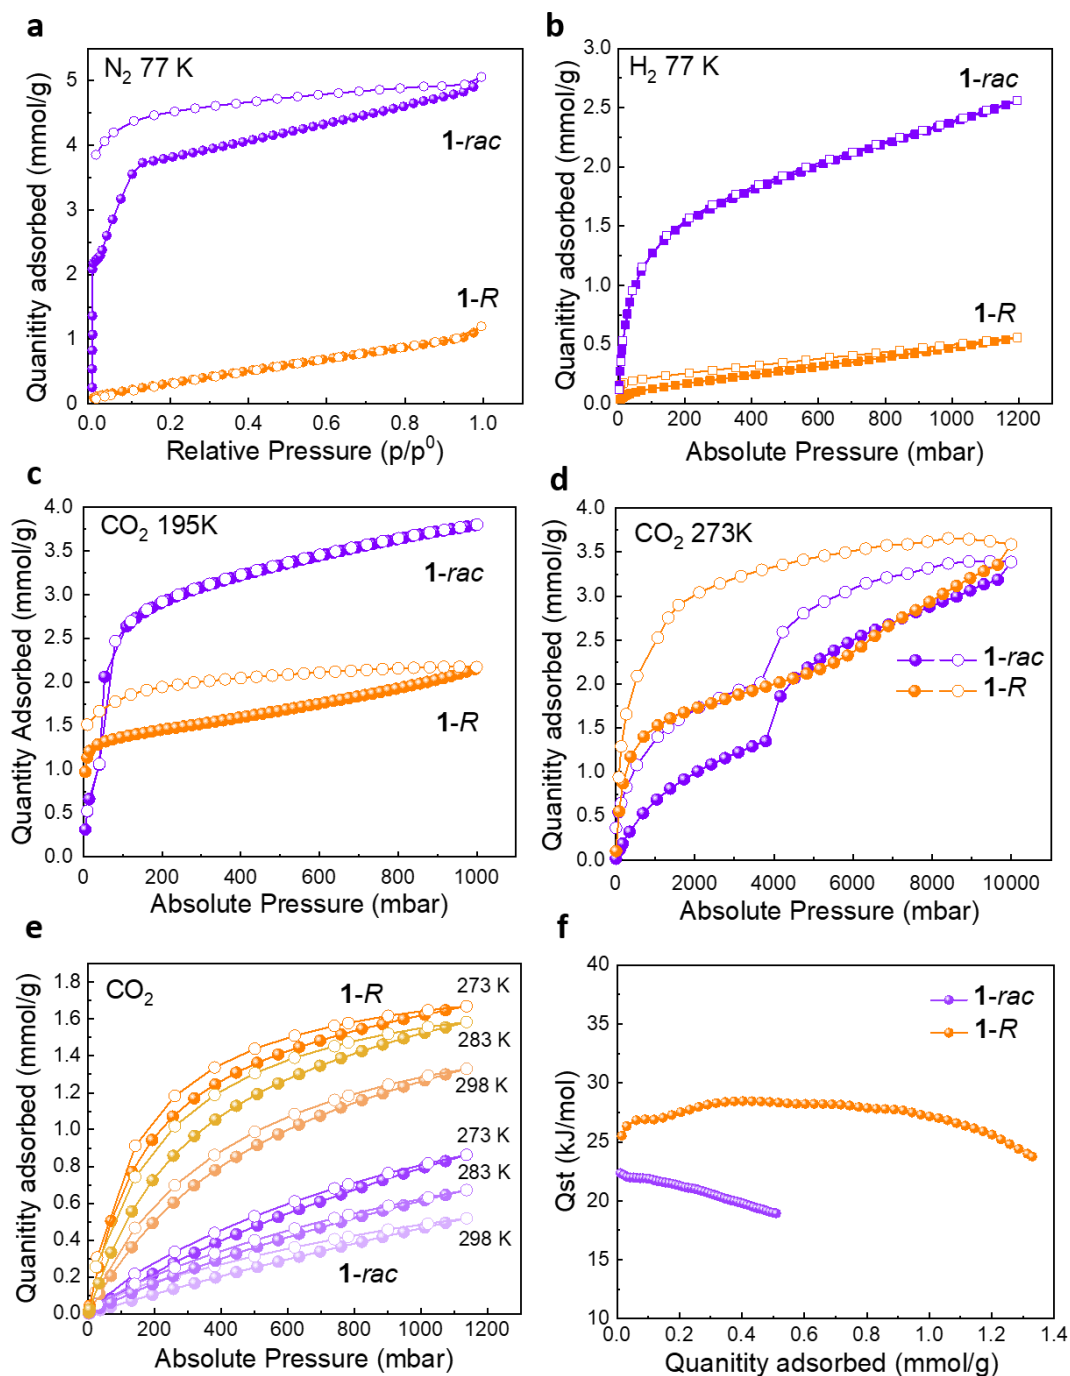 a
N₂ 77 K
1-rac
1-R
Quanitity adsorbed (mmol/g)
5
4
3
2
1
0
0.0 0.2 0.4 0.6 0.8 1.0
Relative Pressure (p/p⁰)
b
H₂ 77 K
1-rac
1-R
Quanitity adsorbed (mmol/g)
3.0
2.5
2.0
1.5
1.0
0.5
0.0
0 200 400 600 800 1000 1200
Absolute Pressure (mbar)
c
CO₂ 195K
1-rac
1-R
Quanitity Adsorbed (mmol/g)
4.0
3.5
3.0
2.5
2.0
1.5
1.0
0.5
0.0
0 200 400 600 800 1000
Absolute Pressure (mbar)
d
CO₂ 273K
1-rac
1-R
Quanitity adsorbed (mmol/g)
4.0
3.5
3.0
2.5
2.0
1.5
1.0
0.5
0.0
0 2000 4000 6000 8000 10000
Absolute Pressure (mbar)
e
CO₂
1-R
273 K
283 K
298 K
273 K
283 K
298 K
1-rac
Quanitity adsorbed (mmol/g)
1.8
1.6
1.4
1.2
1.0
0.8
0.6
0.4
0.2
0.0
0 200 400 600 800 1000 1200
Absolute Pressure (mbar)
f
1-rac
1-R
Qst (kJ/mol)
40
35
30
25
20
15
10
0.0 0.2 0.4 0.6 0.8 1.0 1.2 1.4
Quanitity adsorbed (mmol/g)